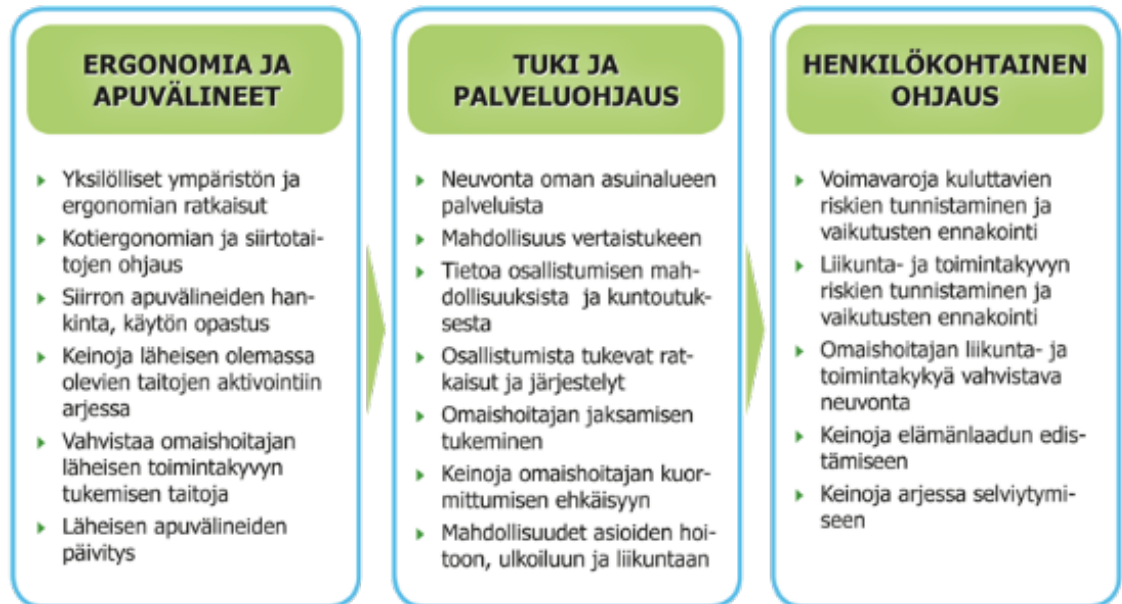 ERGONOMIA JA
APUVÄLINEET
Yksilölliset ympäristön ja
ergonomian ratkaisut
Kotiergonomian ja siirtotai-
tojen ohjaus
Siirron apuvälineiden han-
kinta, käytön opastus
Keinoja läheisen olemassa
olevien taitojen aktivointiin
arjessa
Vahvistaa omaishoitajan
läheisen toimintakyvyn
tukemisen taitoja
Läheisen apuvälineiden
päivitys
TUKI JA
PALVELUOHJAUS
Neuvonta oman asuinalueen
palveluista
Mahdollisuus vertaistukeen
Tietoa osallistumisen mah-
dollisuuksista ja kuntoutuk-
sesta
Osallistumista tukevat rat-
kaisut ja järjestelyt
Omaishoitajan jaksamisen
tukeminen
Keinoja omaishoitajan kuor-
mittumisen ehkäisyyn
Mahdollisuudet asioiden hoi-
toon, ulkoiluun ja liikuntaan
HENKILÖKOHTAINEN
OHJAUS
Voimavaroja kuluttavien
riskien tunnistaminen ja
vaikutusten ennakointi
Liikunta- ja toimintakyvyn
riskien tunnistaminen ja
vaikutusten ennakointi
Omaishoitajan liikunta- ja
toimintakykyä vahvistava
neuvonta
Keinoja elämänlaadun edis-
tämiseen
Keinoja arjessa selviytymi-
seen